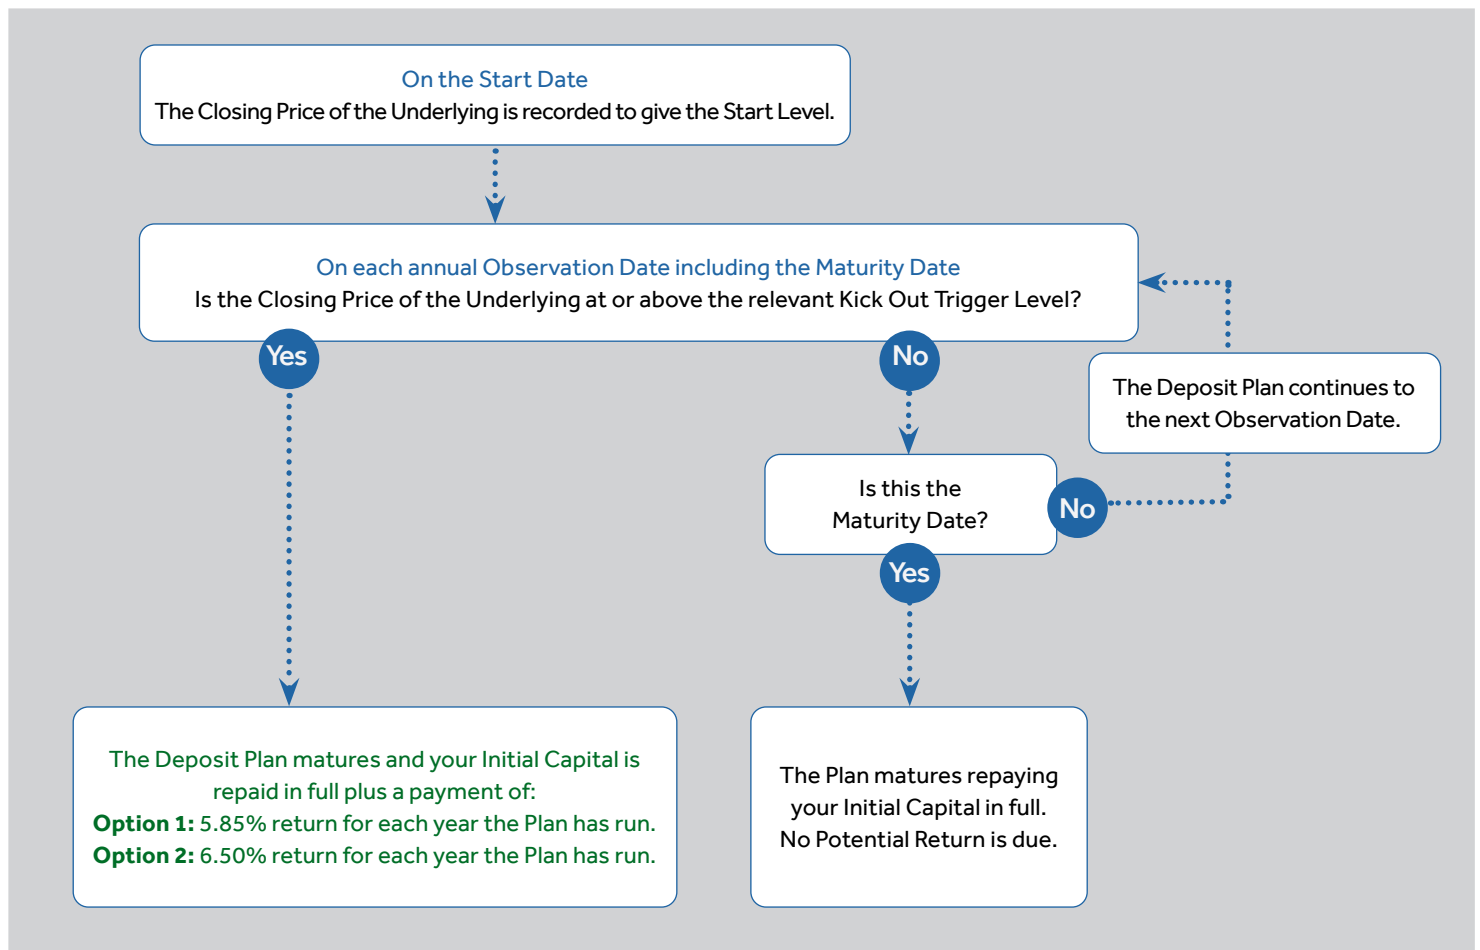 On the Start Date
The Closing Price of the Underlying is recorded to give the Start Level.
On each annual Observation Date including the Maturity Date
Is the Closing Price of the Underlying at or above the relevant Kick Out Trigger Level?
Yes
No
The Deposit Plan continues to
the next Observation Date.
Is this the
Maturity Date?
No
Yes
The Deposit Plan matures and your Initial Capital is
repaid in full plus a payment of:
Option 1: 5.85% return for each year the Plan has run.
Option 2: 6.50% return for each year the Plan has run.
The Plan matures repaying
your Initial Capital in full.
No Potential Return is due.